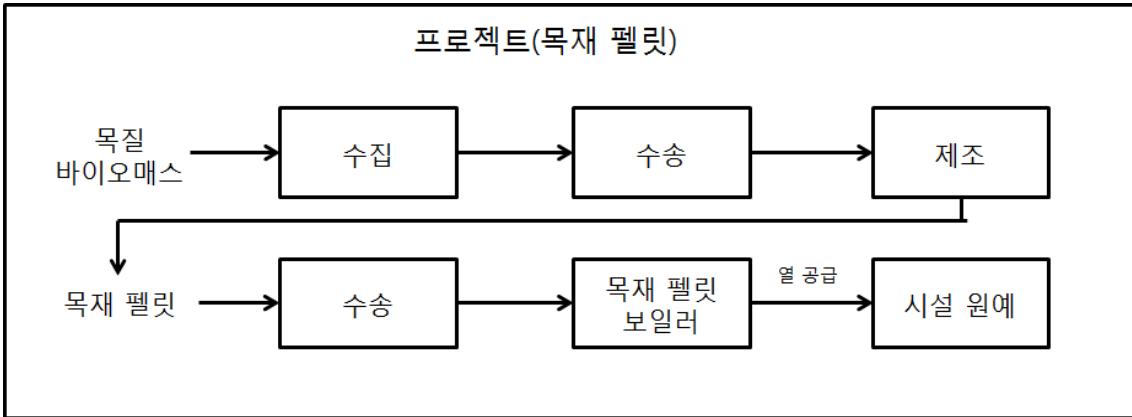 프로젝트(목재 펠릿)
목질
바이오매스
수집
수송
제조
목재 펠릿
수송
목재 펠릿
보일러
열 공급
시설 원예